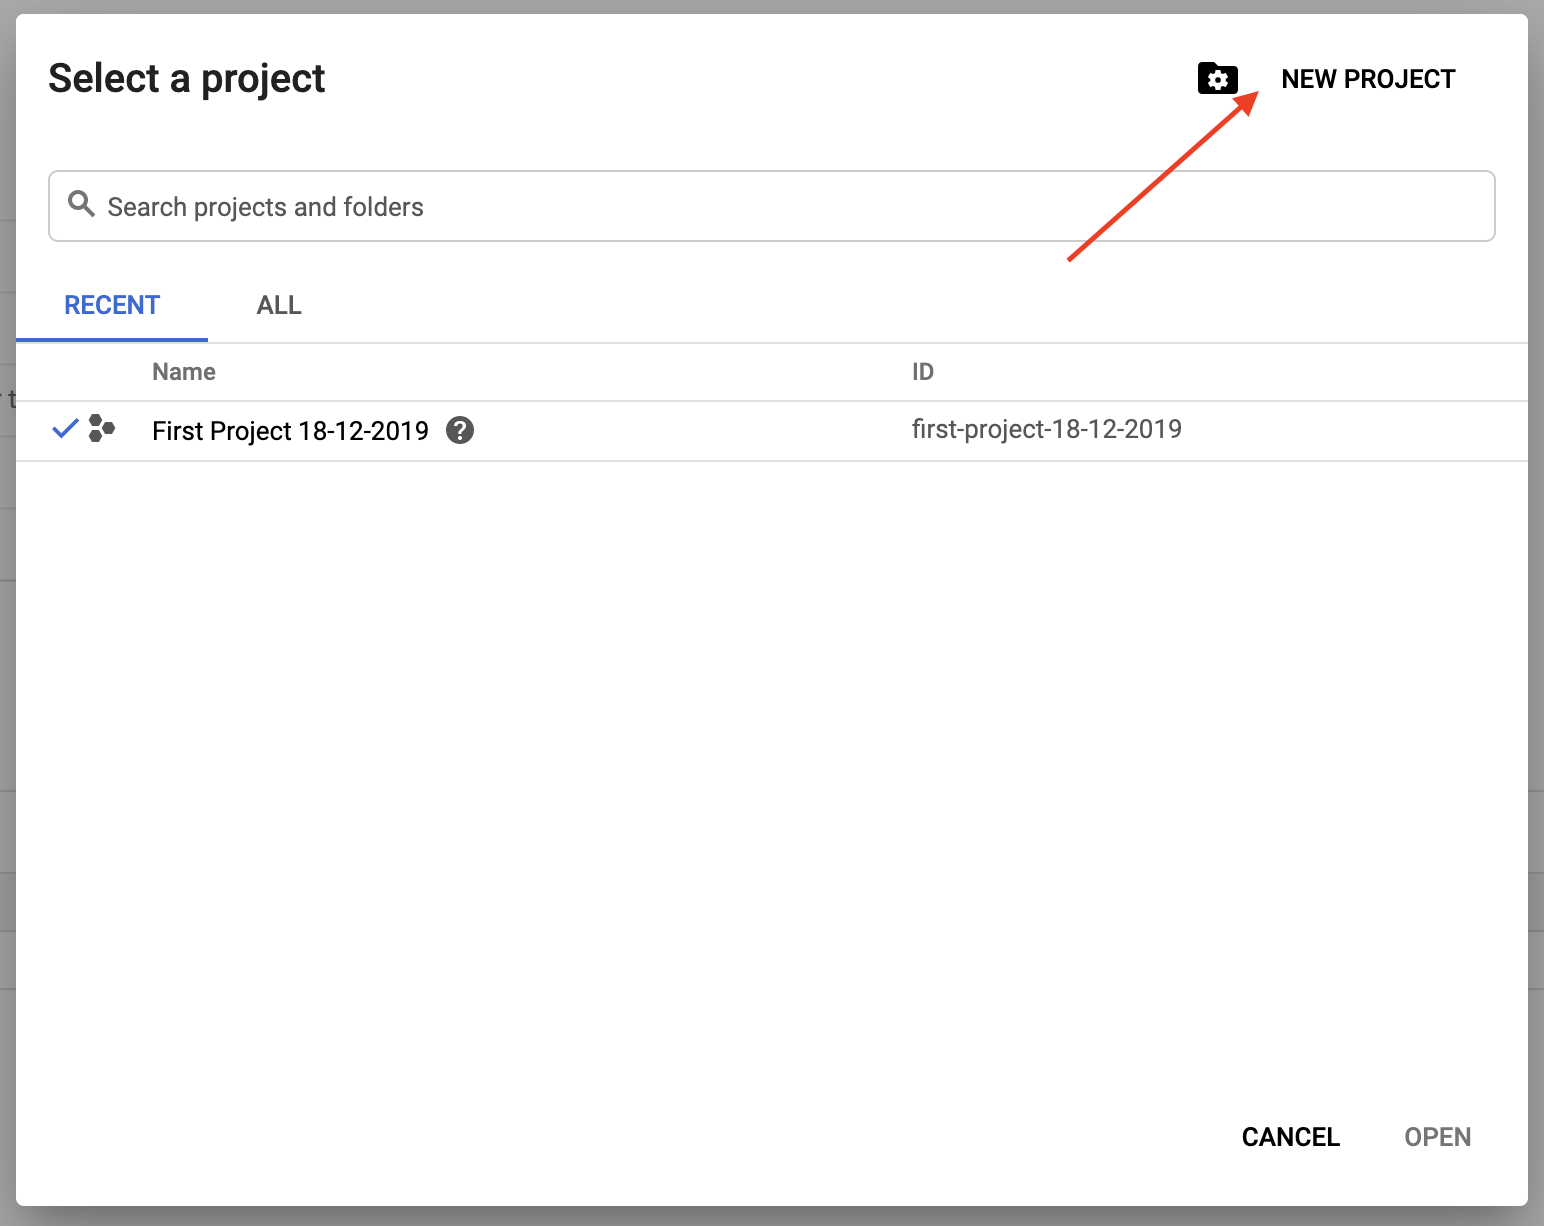 Select a project
NEW PROJECT
Search projects and folders
RECENT ALL
Name ID
First Project 18-12-2019 first-project-18-12-2019
CANCEL OPEN